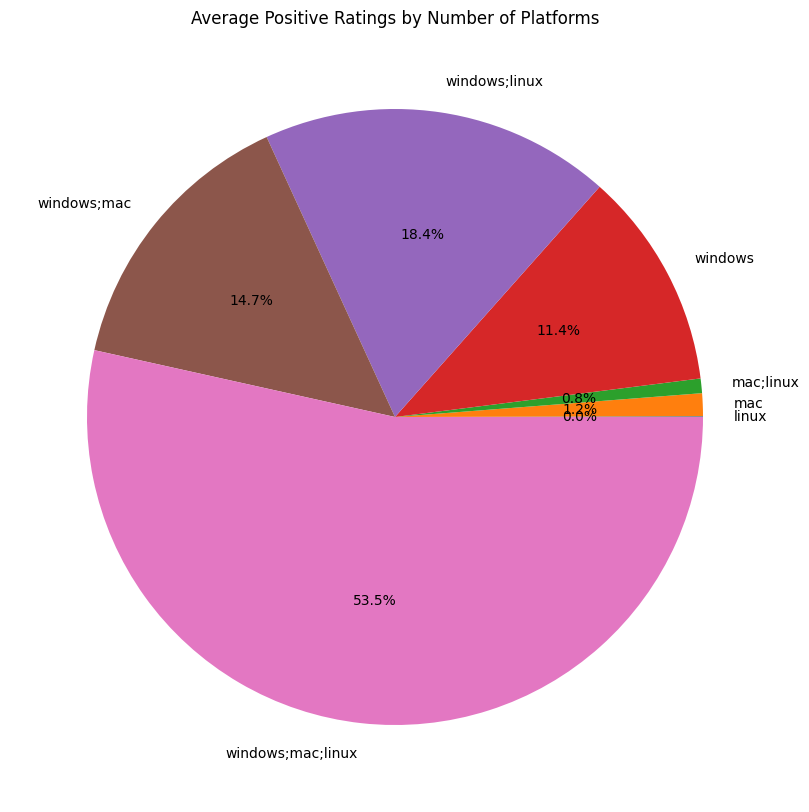 Average Positive Ratings by Number of Platforms
windows;linux
windows;mac
18.4%
windows
14.7%
11.4%
mac;linux
0.8%
mac
1.2%
linux
0.0%
53.5%
windows;mac;linux